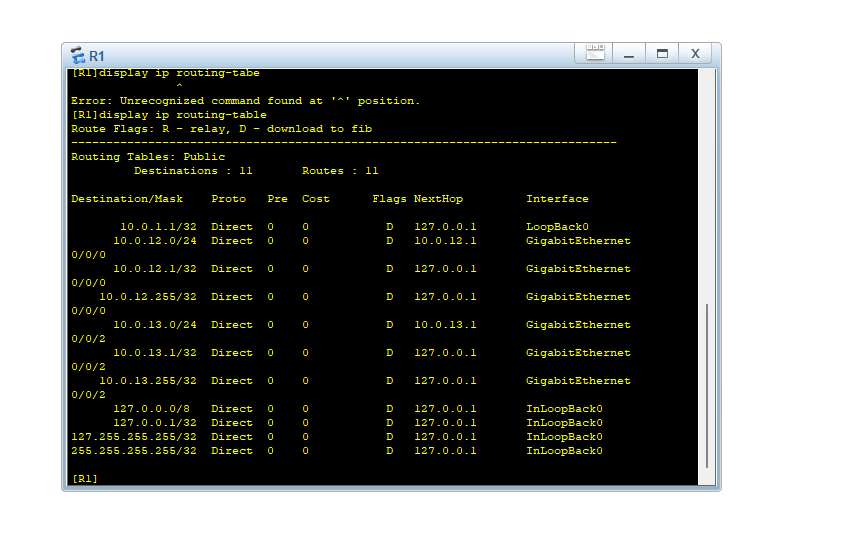 R1
[R1]display ip routing-tabe
^
Error: Unrecognized command found at '^' position.
[R1]display ip routing-table
Route Flags: R - relay, D - download to fib
------------------------------------------------------------------------------
Routing Tables: Public
Destinations : 11 Routes : 11
Destination/Mask Proto Pre Cost Flags NextHop Interface
10.0.1.1/32 Direct 0 0 D 127.0.0.1 LoopBack0
10.0.12.0/24 Direct 0 0 D 10.0.12.1 GigabitEthernet
0/0/0
10.0.12.1/32 Direct 0 0 D 127.0.0.1 GigabitEthernet
0/0/0
10.0.12.255/32 Direct 0 0 D 127.0.0.1 GigabitEthernet
0/0/0
10.0.13.0/24 Direct 0 0 D 10.0.13.1 GigabitEthernet
0/0/2
10.0.13.1/32 Direct 0 0 D 127.0.0.1 GigabitEthernet
0/0/2
10.0.13.255/32 Direct 0 0 D 127.0.0.1 GigabitEthernet
0/0/2
127.0.0.0/8 Direct 0 0 D 127.0.0.1 InLoopBack0
127.0.0.1/32 Direct 0 0 D 127.0.0.1 InLoopBack0
127.255.255.255/32 Direct 0 0 D 127.0.0.1 InLoopBack0
255.255.255.255/32 Direct 0 0 D 127.0.0.1 InLoopBack0
[R1]